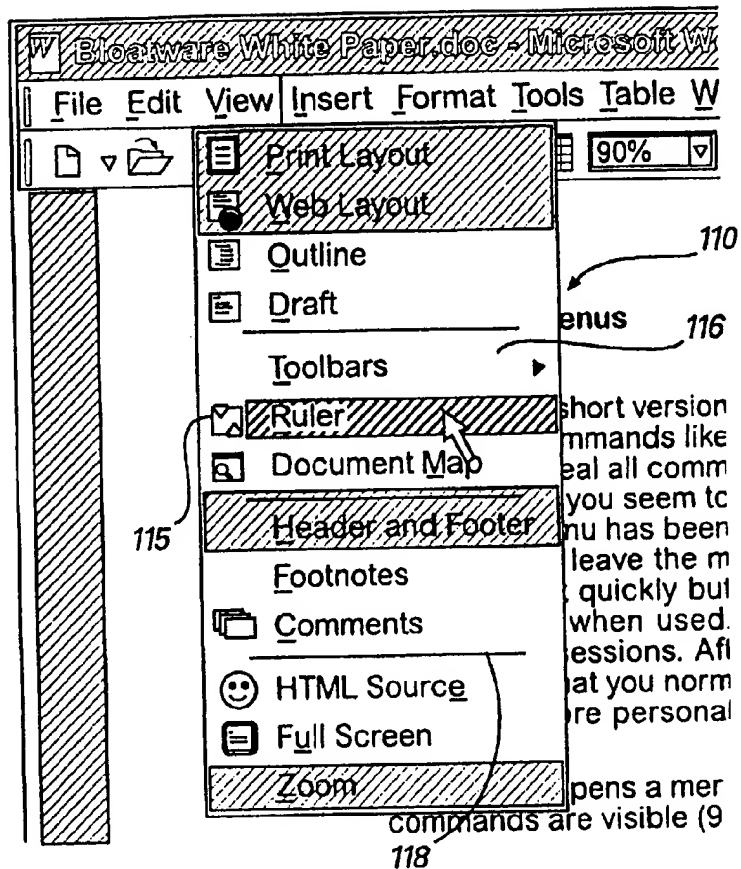 W Bloatware White Paper.doc - Microsoft W
File Edit View Insert Format Tools Table W
90%
Print Layout
Web Layout
Outline
Draft
110
enus
116
Toolbars
short version
Ruler
mmands like
Document Map
eal all comm
you seem to
115
Header and Footer
nu has been
leave the m
Footnotes
quickly but
Comments
when used.
essions. Aft
HTML Source
at you norm
re personal
Full Screen
Zoom
pens a mer
commands are visible (9
118